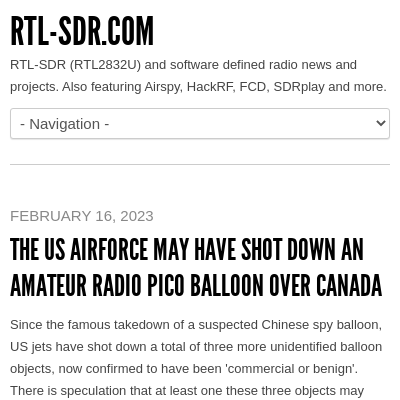 RTL-SDR.COM
RTL-SDR (RTL2832U) and software defined radio news and
projects. Also featuring Airspy, HackRF, FCD, SDRplay and more.
- Navigation -
FEBRUARY 16, 2023
THE US AIRFORCE MAY HAVE SHOT DOWN AN
AMATEUR RADIO PICO BALLOON OVER CANADA
Since the famous takedown of a suspected Chinese spy balloon,
US jets have shot down a total of three more unidentified balloon
objects, now confirmed to have been 'commercial or benign'.
There is speculation that at least one these three objects may